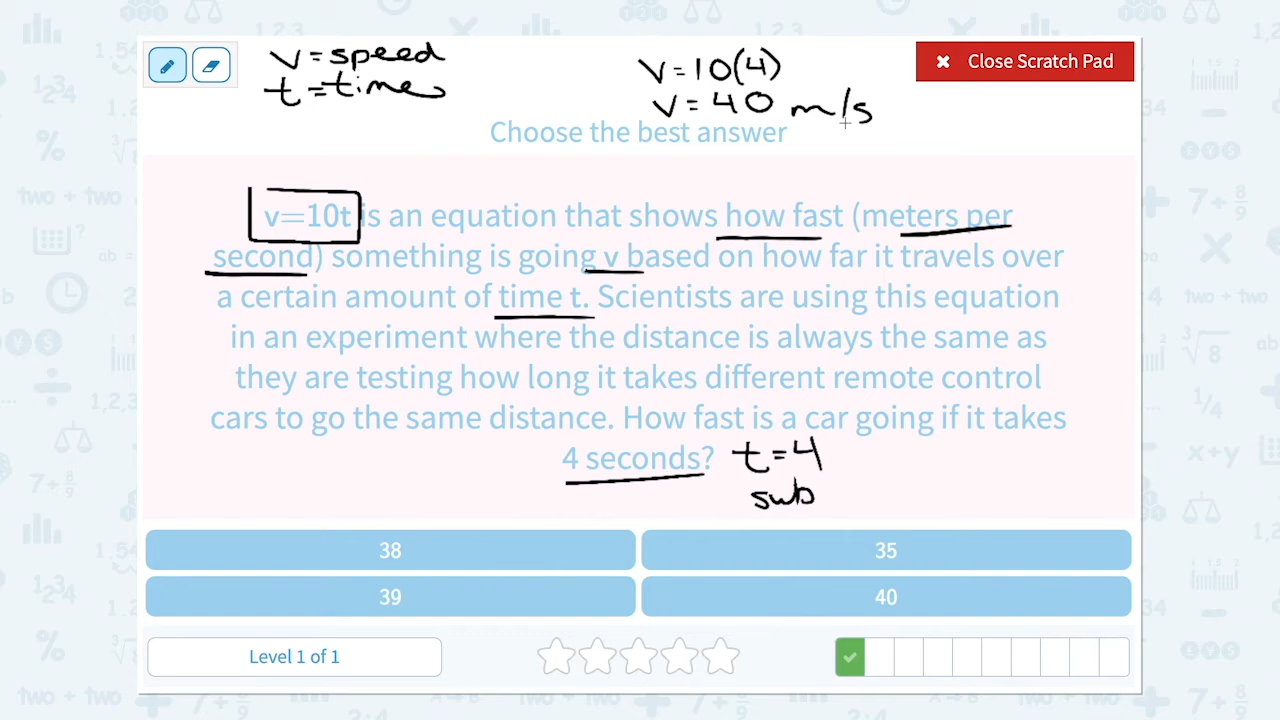 v = speed
t = time
v = 10(4)
v = 40 m/s
✖ Close Scratch Pad
Choose the best answer
v=10t is an equation that shows how fast (meters per
second) something is going v based on how far it travels over
a certain amount of time t. Scientists are using this equation
in an experiment where the distance is always the same as
they are testing how long it takes different remote control
cars to go the same distance. How fast is a car going if it takes
4 seconds? t = 4
sub
38
35
39
40
Level 1 of 1